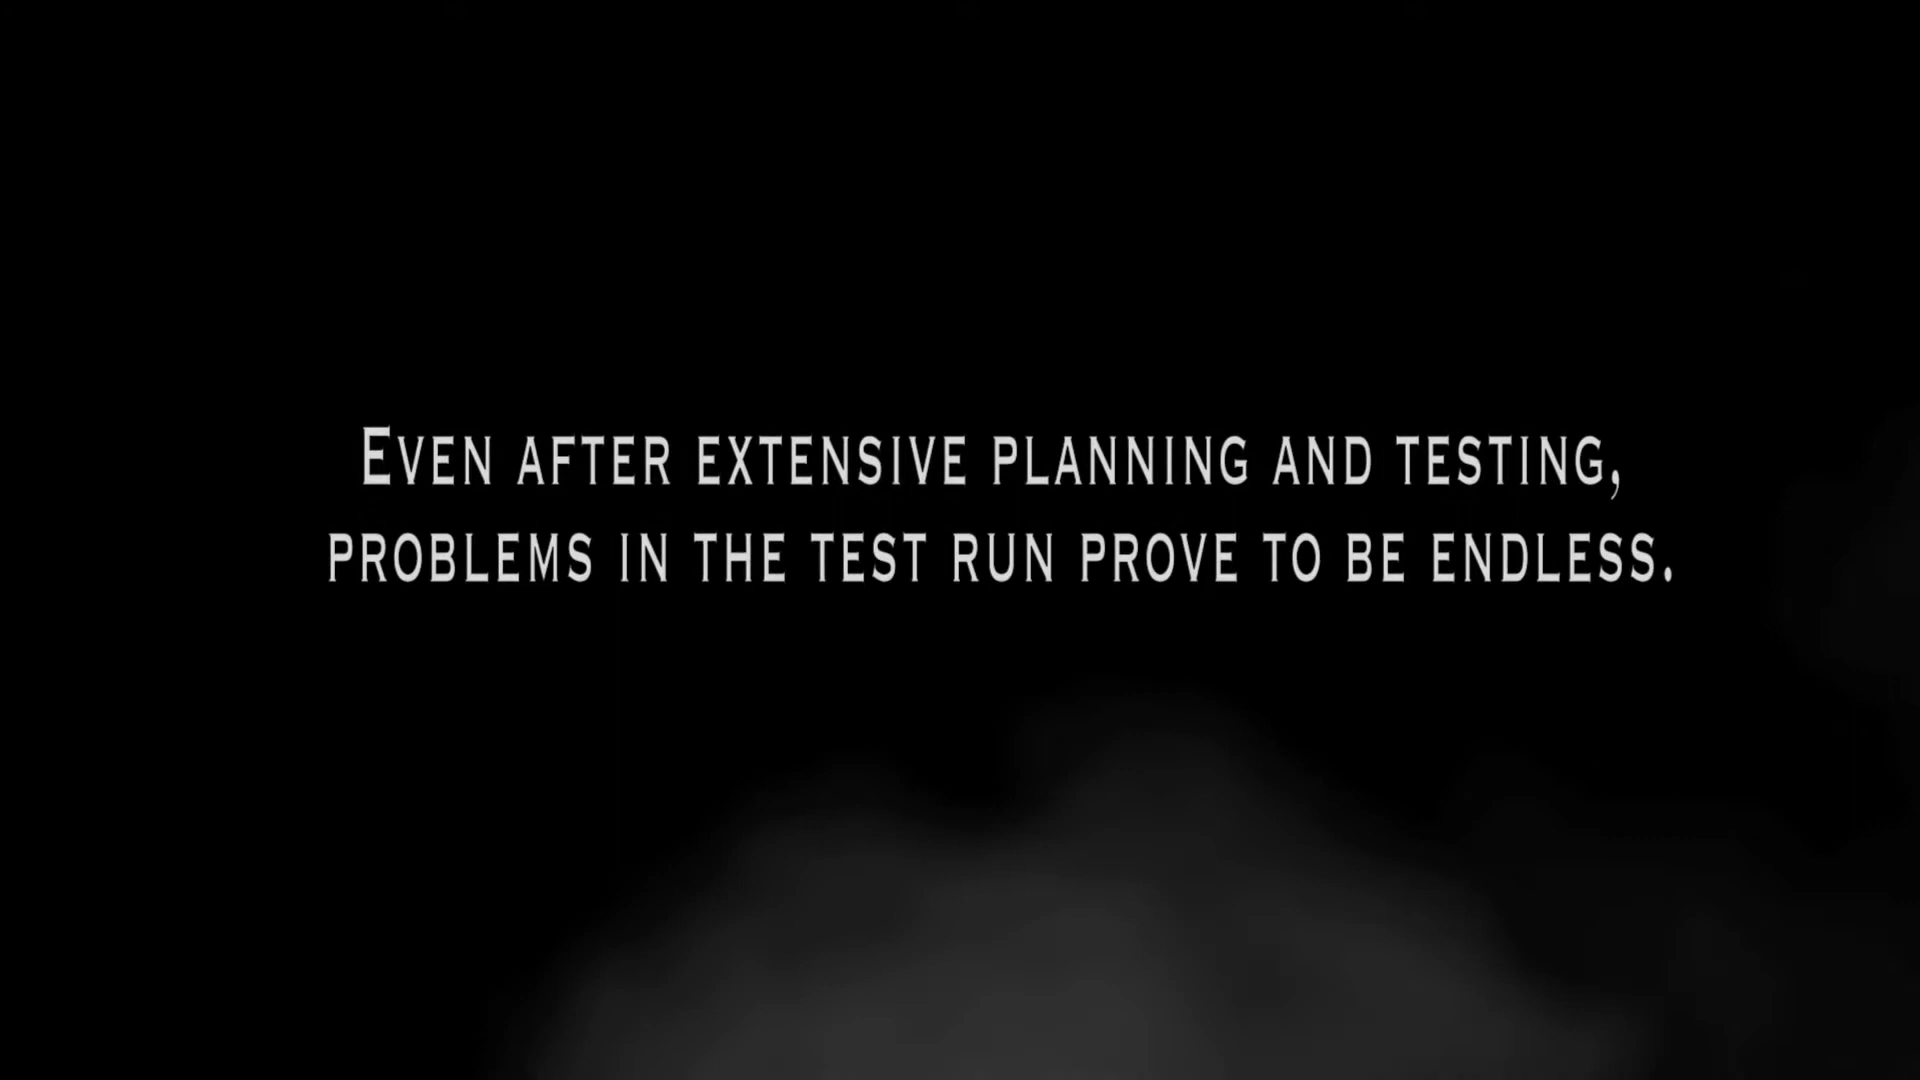 Even after extensive planning and testing,
problems in the test run prove to be endless.